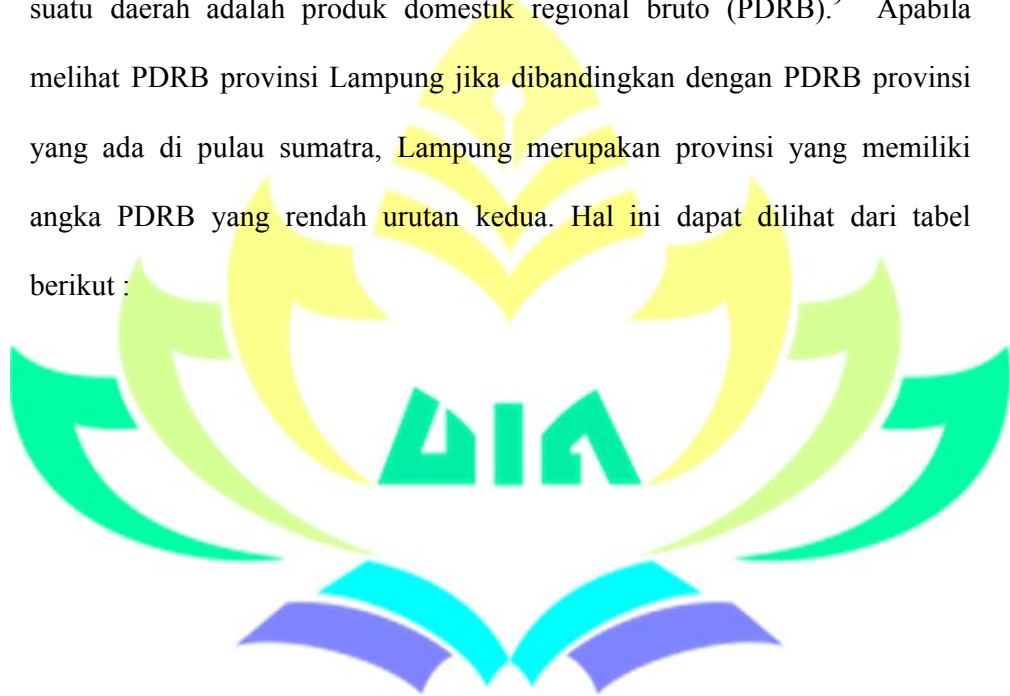 suatu daerah adalah produk domestik regional bruto (PDRB). Apabila
melihat PDRB provinsi Lampung jika dibandingkan dengan PDRB provinsi
yang ada di pulau sumatra, Lampung merupakan provinsi yang memiliki
angka PDRB yang rendah urutan kedua. Hal ini dapat dilihat dari tabel
berikut :
UIN